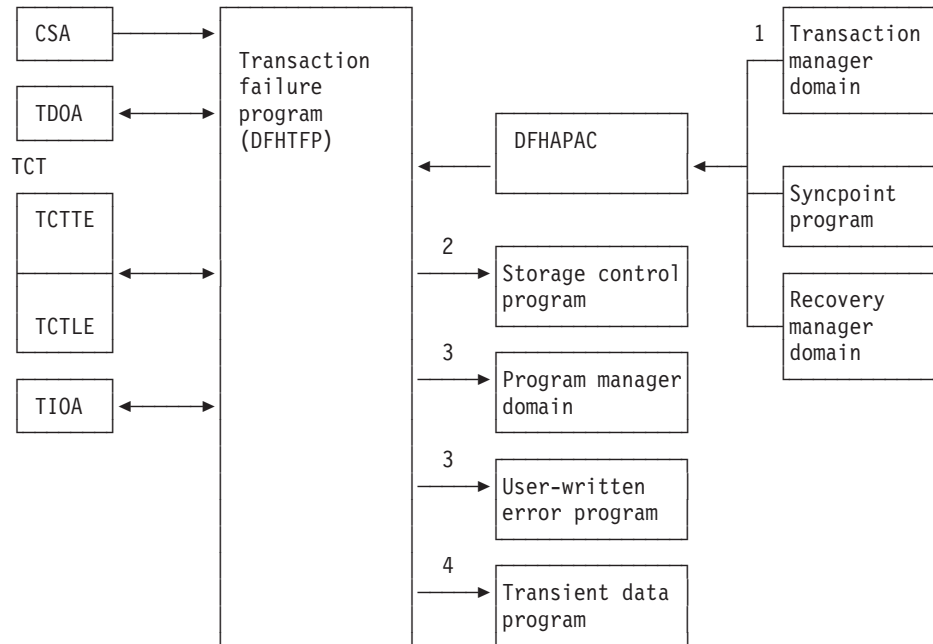 CSA
TDOA
TCT
TCTTE
TCTLE
TIOA
Transaction
failure
program
(DFHTFP)
DFHAPAC
2
Storage control
program
3
Program manager
domain
3
User-written
error program
4
Transient data
program
1
Transaction
manager
domain
Syncpoint
program
Recovery
manager
domain